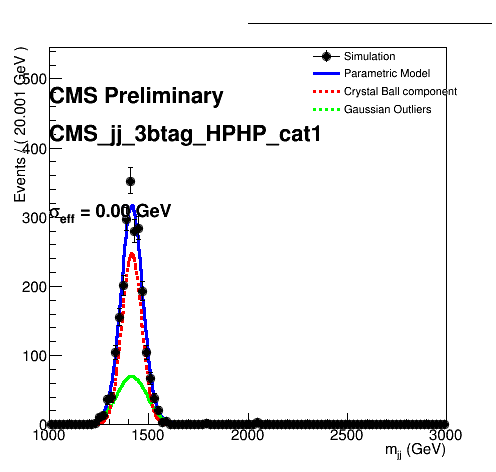 Simulation
Parametric Model
Crystal Ball component
Gaussian Outliers
CMS Preliminary
CMS_jj_3btag_HPHP_cat1
σeff = 0.00 GeV
Events / ( 20.001 GeV )
500
400
300
200
100
0
1000 1500 2000 2500 3000
mjj (GeV)